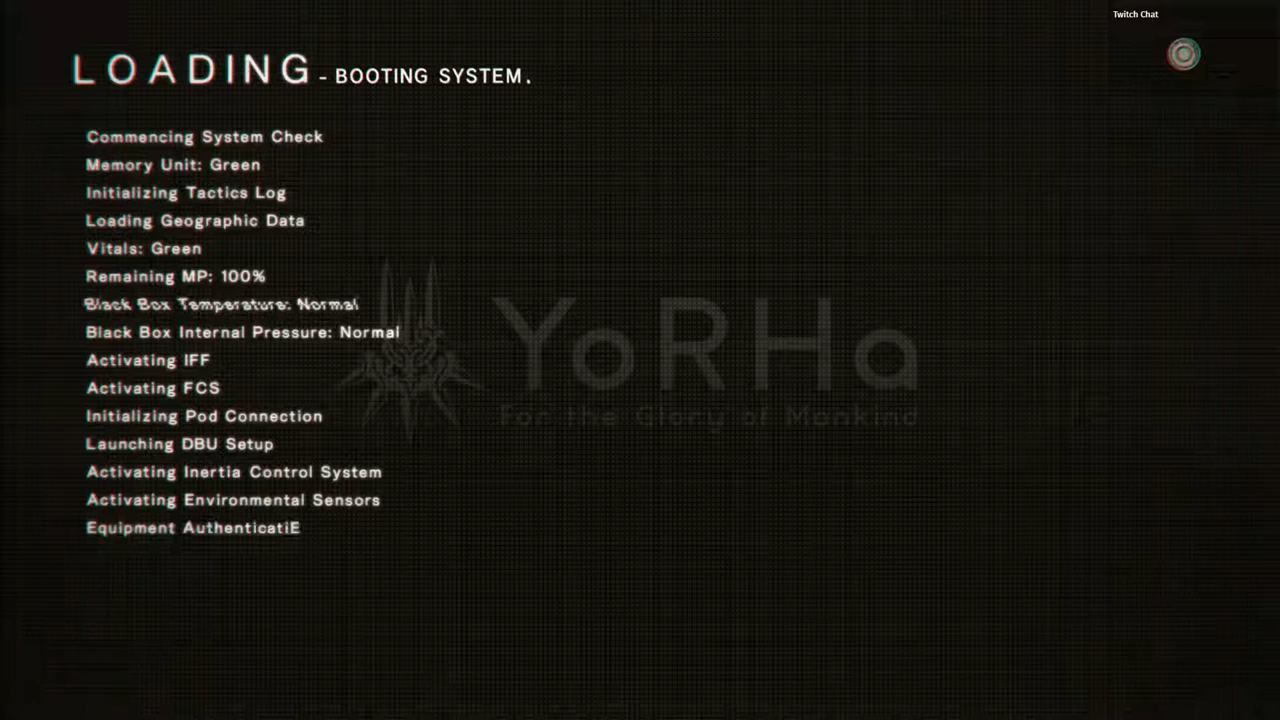 Twitch Chat
LOADING - BOOTING SYSTEM.
Commencing System Check
Memory Unit: Green
Initializing Tactics Log
Loading Geographic Data
Vitals: Green
Remaining MP: 100%
Black Box Temperature: Normal
Black Box Internal Pressure: Normal
Activating IFF
Activating FCS
Initializing Pod Connection
Launching DBU Setup
Activating Inertia Control System
Activating Environmental Sensors
Equipment AuthenticatiE
YoRHa
For the Glory of Mankind